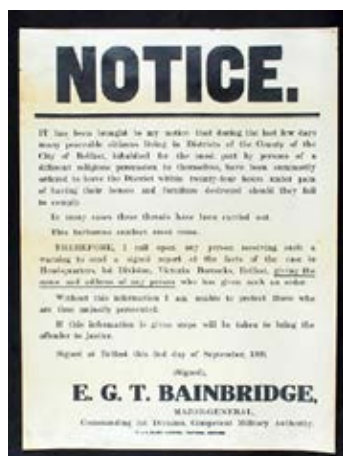 NOTICE.
IT has been brought to my notice that during the last few days
many peaceable citizens living in Districts of the County of the
City of Belfast, inhabited for the most part by persons of a
different religious persuasion to themselves, have been
ordered to leave the District within twenty-four hours under pain
of having their houses and furniture destroyed should they fail
to comply.
In many cases these threats have been carried out.
This barbarous conduct must cease.
THEREFORE, I call upon any person receiving such a
warning to send a signed report of the facts of the case to
Headquarters, 1st Division, Victoria Barracks, Belfast, giving the
name and address of any person who has given such an order.
Without this information I am unable to protect those who
are thus unjustly persecuted.
If this information is given steps will be taken to bring the
offender to justice.
Signed at Belfast this 2nd day of September,
(Signed),
E. G. T. BAINBRIDGE,
MAJOR-GENERAL,
Commanding 1st Division, Competent Military Authority.